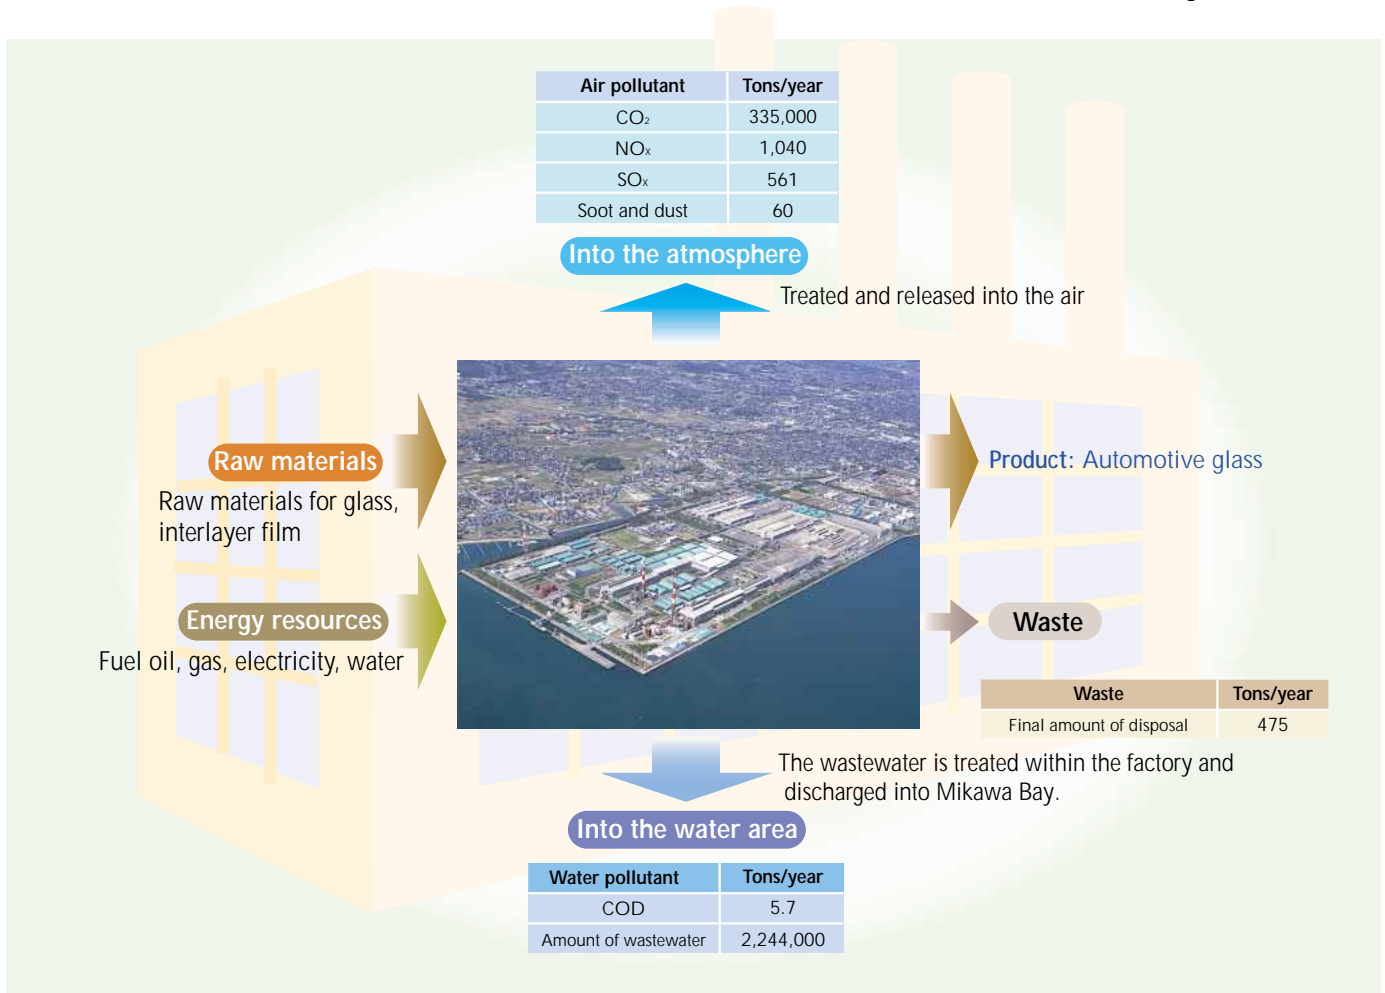 Air pollutant Tons/year
CO₂ 335,000
NOx 1,040
SOx 561
Soot and dust 60
Into the atmosphere
Treated and released into the air
Raw materials
Raw materials for glass,
interlayer film
Product: Automotive glass
Energy resources
Fuel oil, gas, electricity, water
Waste
Waste Tons/year
Final amount of disposal 475
The wastewater is treated within the factory and
discharged into Mikawa Bay.
Into the water area
Water pollutant Tons/year
COD 5.7
Amount of wastewater 2,244,000